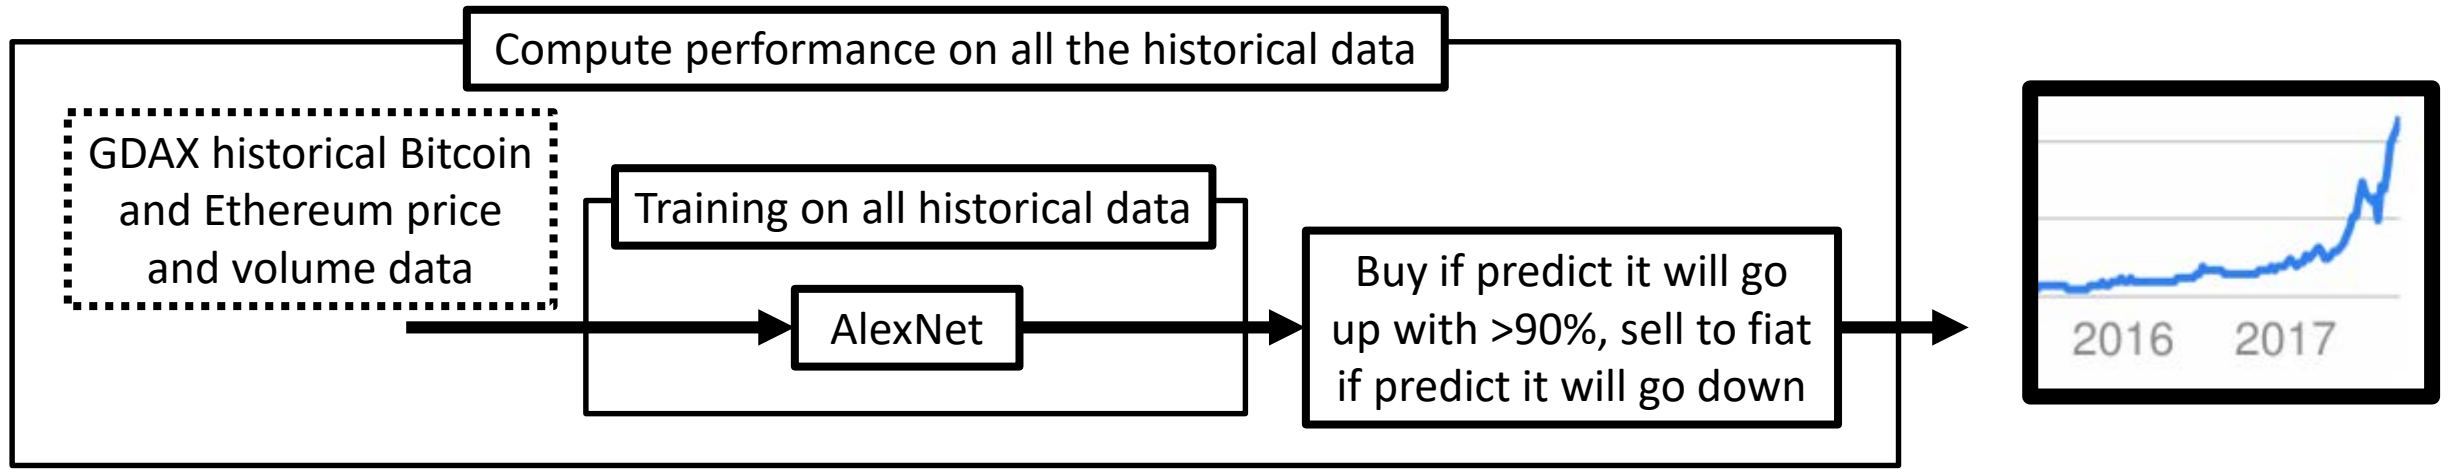 Compute performance on all the historical data
GDAX historical Bitcoin
and Ethereum price
and volume data
Training on all historical data
AlexNet
Buy if predict it will go
up with >90%, sell to fiat
if predict it will go down
2016 2017